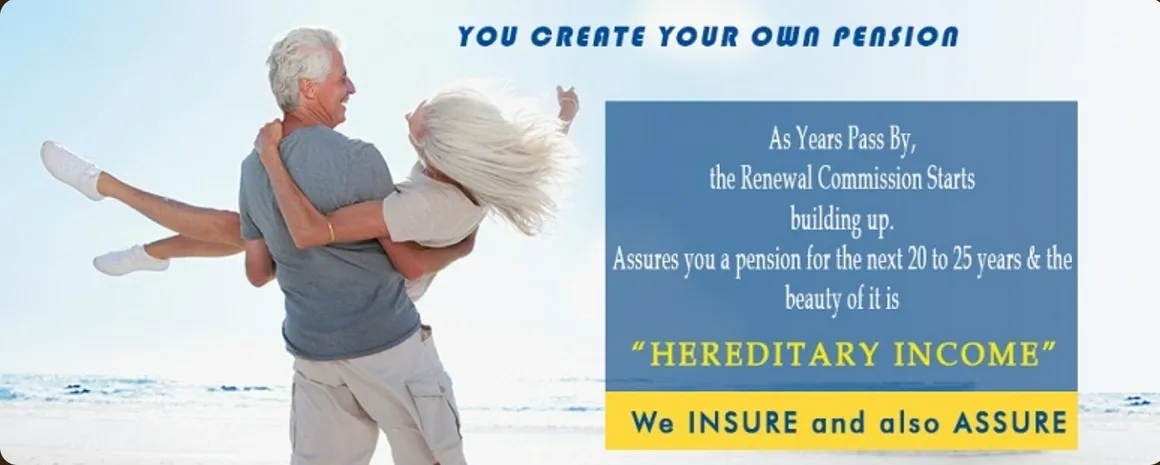 YOU CREATE YOUR OWN PENSION
As Years Pass By,
the Renewal Commission Starts
building up.
Assures you a pension for the next 20 to 25 years & the
beauty of it is
“HEREDITARY INCOME”
We INSURE and also ASSURE